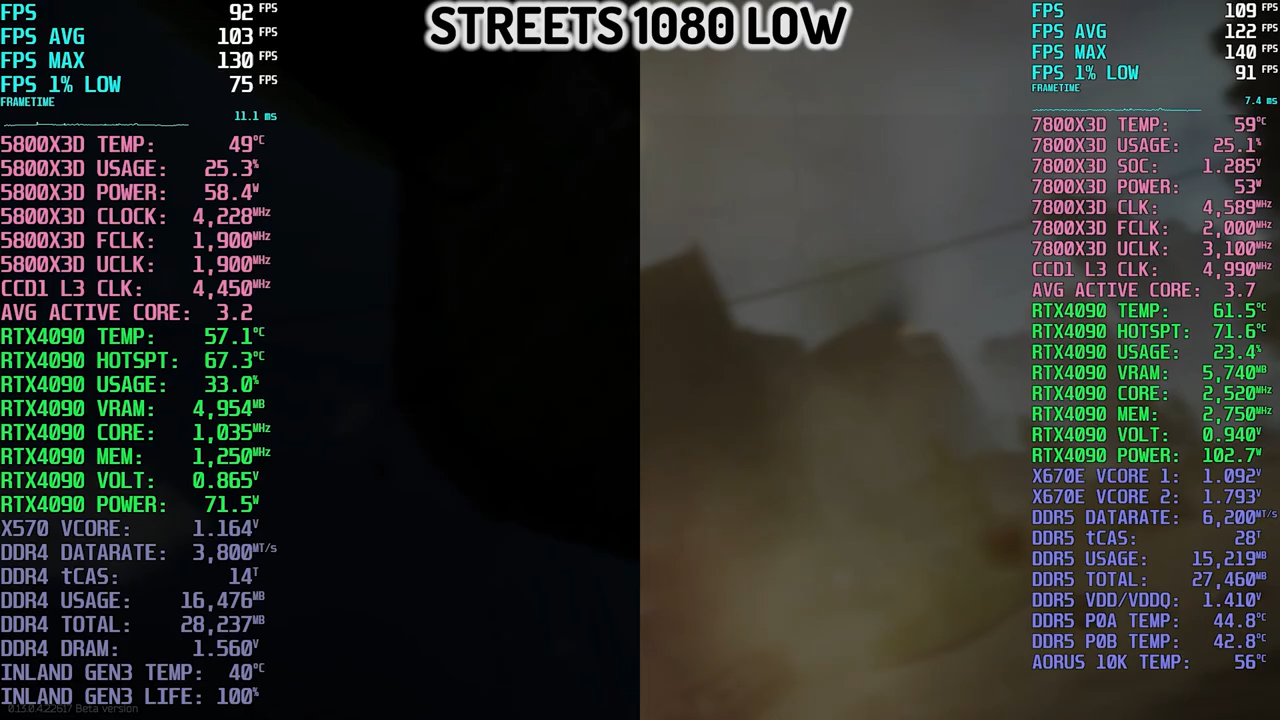 STREETS 1080 LOW
FPS 92 FPS
FPS AVG 103 FPS
FPS MAX 130 FPS
FPS 1% LOW 75 FPS
FRAMETIME
11.1 ms
5800X3D TEMP: 49°C
5800X3D USAGE: 25.3%
5800X3D POWER: 58.4W
5800X3D CLOCK: 4,228MHz
5800X3D FCLK: 1,900MHz
5800X3D UCLK: 1,900MHz
CCD1 L3 CLK: 4,450MHz
AVG ACTIVE CORE: 3.2
RTX4090 TEMP: 57.1°C
RTX4090 HOTSPT: 67.3°C
RTX4090 USAGE: 33.0%
RTX4090 VRAM: 4,954MB
RTX4090 CORE: 1,035MHz
RTX4090 MEM: 1,250MHz
RTX4090 VOLT: 0.865V
RTX4090 POWER: 71.5W
X570 VCORE: 1.164V
DDR4 DATARATE: 3,800MT/s
DDR4 tCAS: 14T
DDR4 USAGE: 16,476MB
DDR4 TOTAL: 28,237MB
DDR4 DRAM: 1.560V
INLAND GEN3 TEMP: 40°C
INLAND GEN3 LIFE: 100%
0.13.0.4.22617 Beta version
FPS 109 FPS
FPS AVG 122 FPS
FPS MAX 140 FPS
FPS 1% LOW 91 FPS
FRAMETIME
7.4 ms
7800X3D TEMP: 59°C
7800X3D USAGE: 25.1%
7800X3D SOC: 1.285V
7800X3D POWER: 53W
7800X3D CLK: 4,589MHz
7800X3D FCLK: 2,000MHz
7800X3D UCLK: 3,100MHz
CCD1 L3 CLK: 4,990MHz
AVG ACTIVE CORE: 3.7
RTX4090 TEMP: 61.5°C
RTX4090 HOTSPT: 71.6°C
RTX4090 USAGE: 23.4%
RTX4090 VRAM: 5,740MB
RTX4090 CORE: 2,520MHz
RTX4090 MEM: 2,750MHz
RTX4090 VOLT: 0.940V
RTX4090 POWER: 102.7W
X670E VCORE 1: 1.092V
X670E VCORE 2: 1.793V
DDR5 DATARATE: 6,200MT/s
DDR5 tCAS: 28T
DDR5 USAGE: 15,219MB
DDR5 TOTAL: 27,460MB
DDR5 VDD/VDDQ: 1.410V
DDR5 P0A TEMP: 44.8°C
DDR5 P0B TEMP: 42.8°C
AORUS 10K TEMP: 56°C